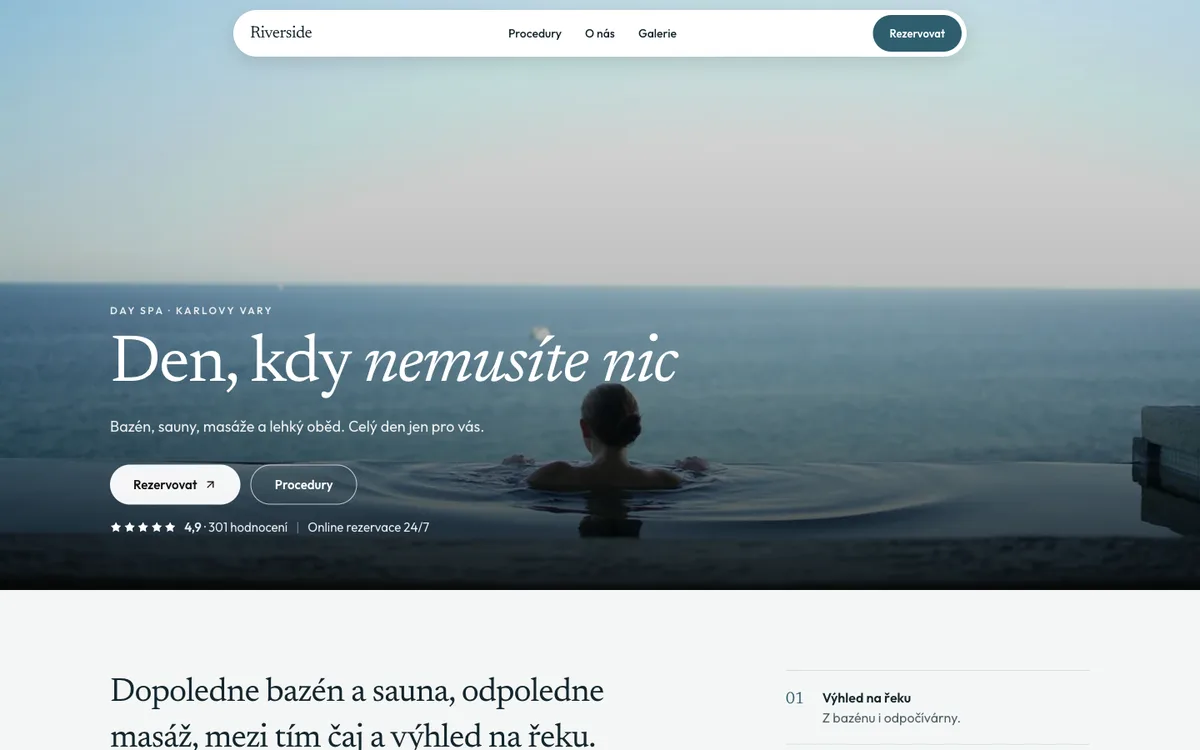 Riverside
Procedury
O nás
Galerie
Rezervovat
DAY SPA · KARLOVY VARY
Den, kdy nemusíte nic
Bazén, sauny, masáže a lehký oběd. Celý den jen pro vás.
Rezervovat
Procedury
4,9 · 301 hodnocení | Online rezervace 24/7
Dopoledne bazén a sauna, odpoledne
masáž, mezi tím čaj a výhled na řeku.
01 Výhled na řeku
Z bazénu i odpočívárny.